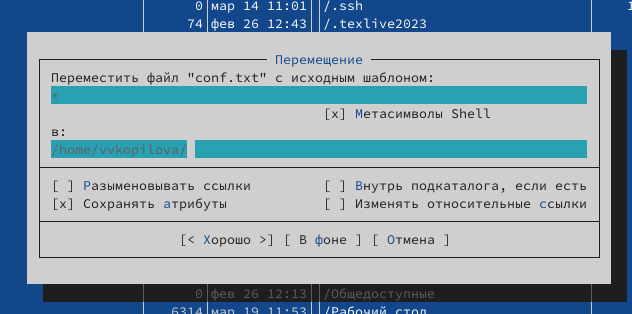 0 мар 14 11:01 /.ssh
74 фев 26 12:43 /.texlive2023
Перемещение
Переместить файл "conf.txt" с исходным шаблоном:
*
[x] Метасимволы Shell
в:
/home/vvkopilova/
[ ] Разыменовывать ссылки [ ] Внутрь подкаталога, если есть
[x] Сохранять атрибуты [ ] Изменять относительные ссылки
[< Хорошо >] [ В фоне ] [ Отмена ]
0 фев 26 12:13 /Общедоступные
6314 мар 19 11:53 /Рабочий стол